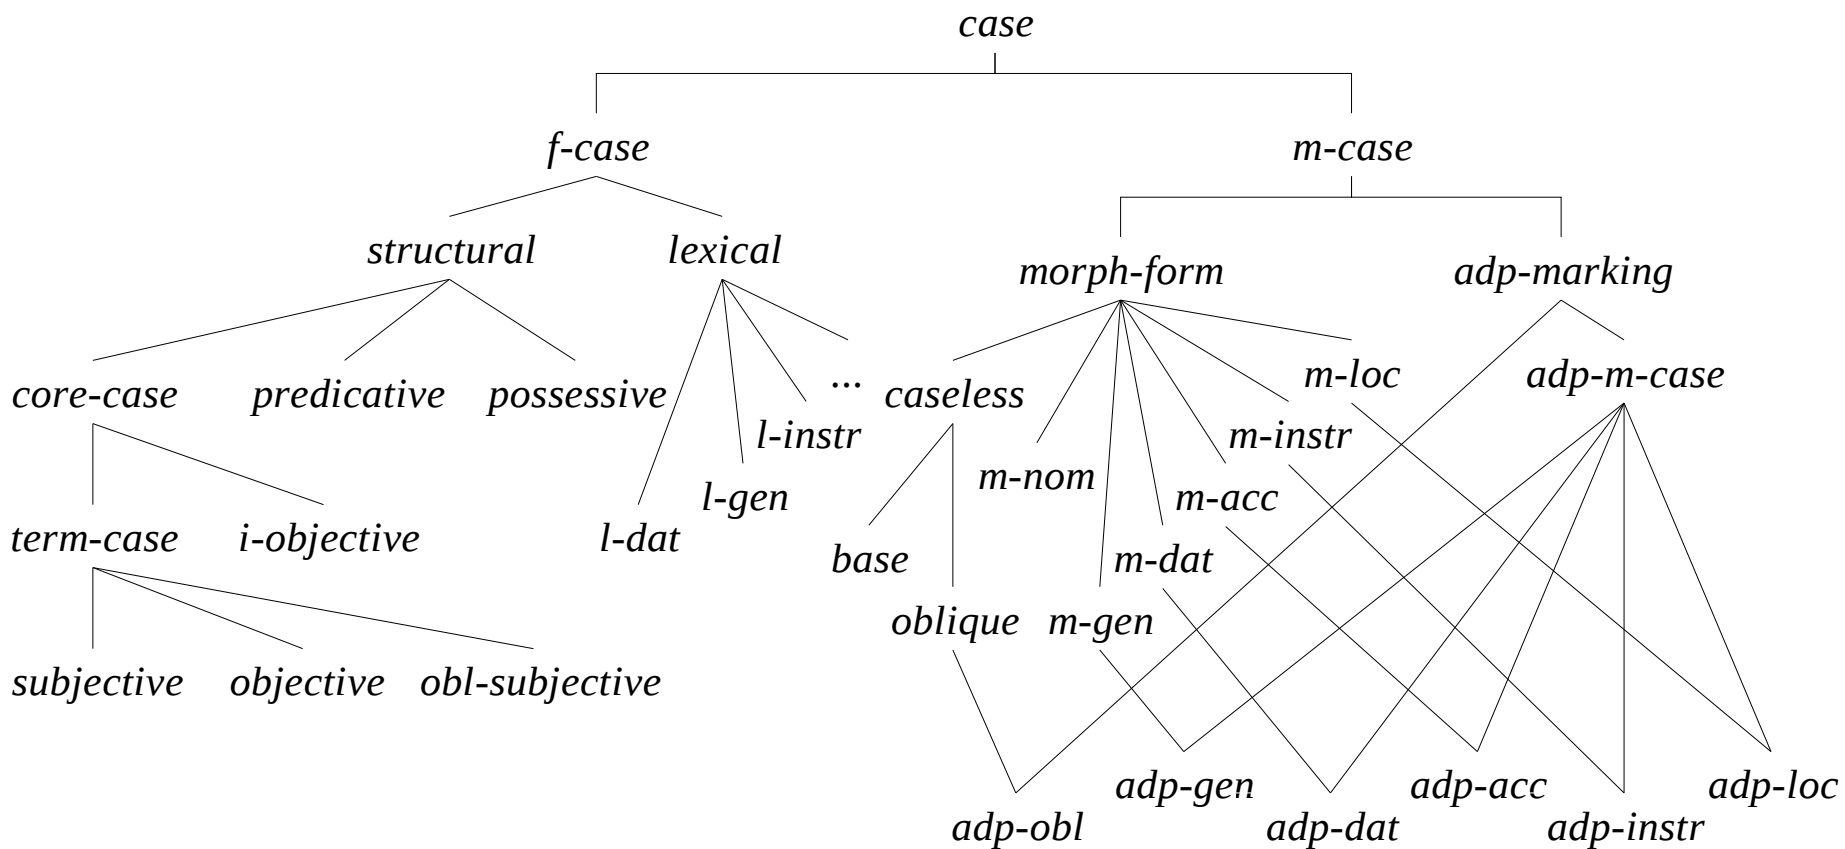 case
f-case m-case
structural lexical
morph-form adp-marking
m-loc adp-m-case
core-case predicative possessive ... caseless
l-instr m-instr
m-nom
l-gen m-acc
term-case i-objective l-dat
base m-dat
oblique m-gen
subjective objective obl-subjective
adp-gen adp-acc adp-loc
adp-obl adp-dat adp-instr